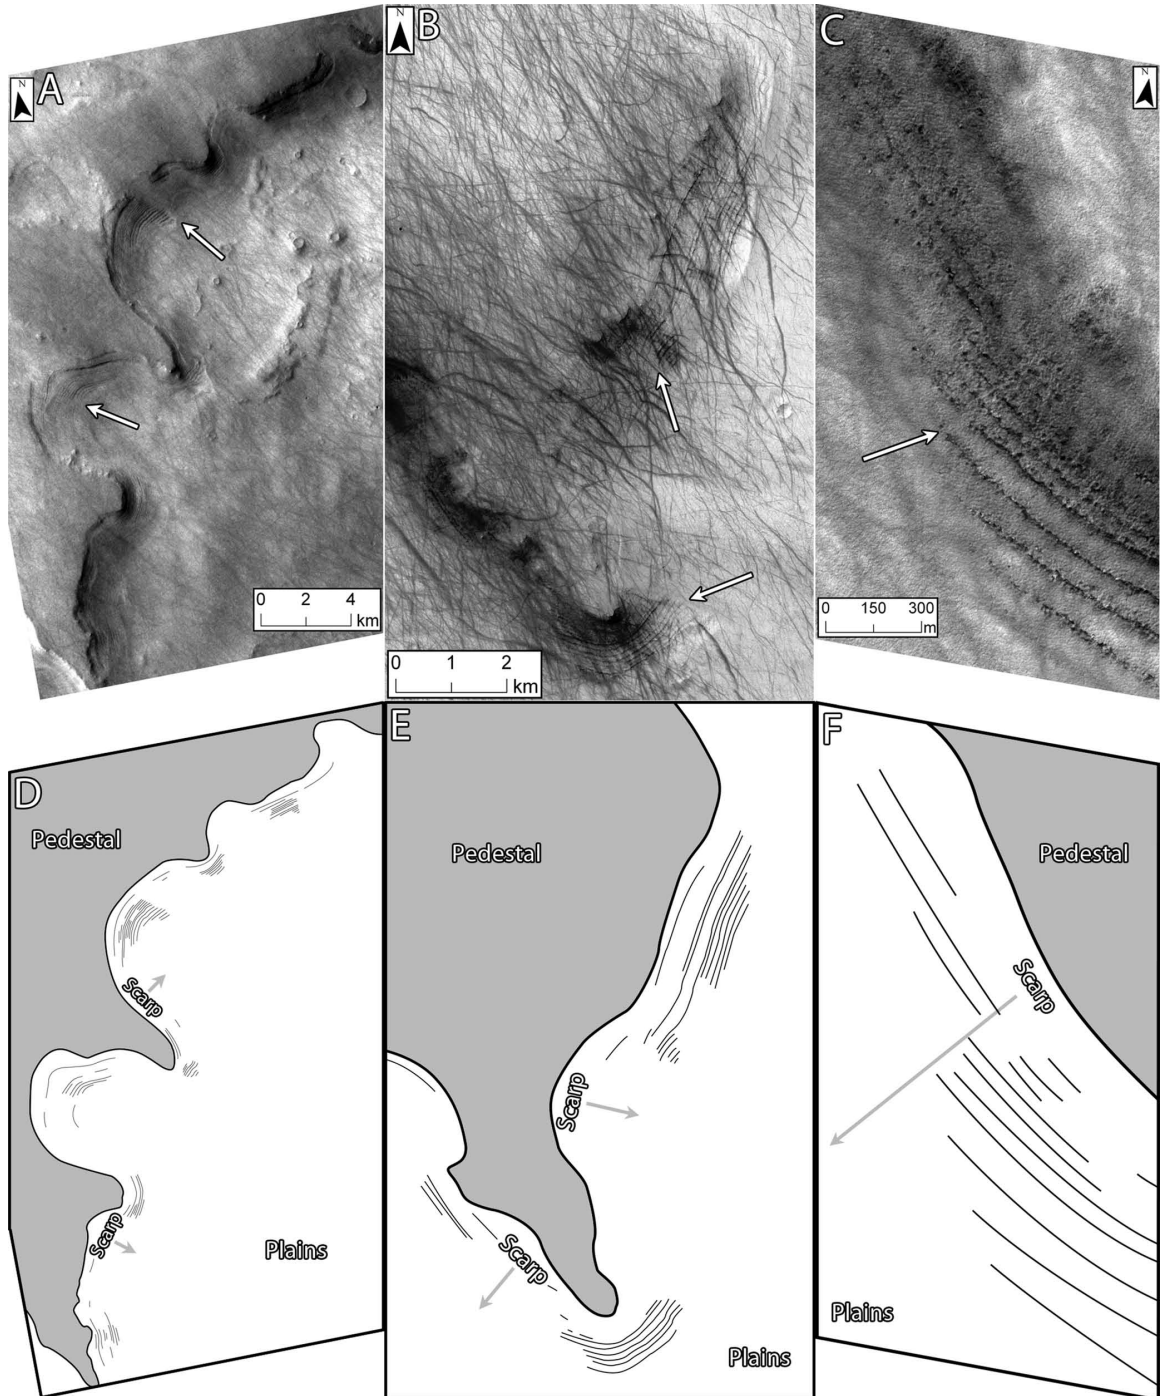 N
A
0 2 4
km
N
B
0 1 2
km
C
N
0 150 300
m
D
Pedestal
Scarp
Scarp
Plains
E
Pedestal
Scarp
Scarp
Plains
F
Pedestal
Scarp
Plains